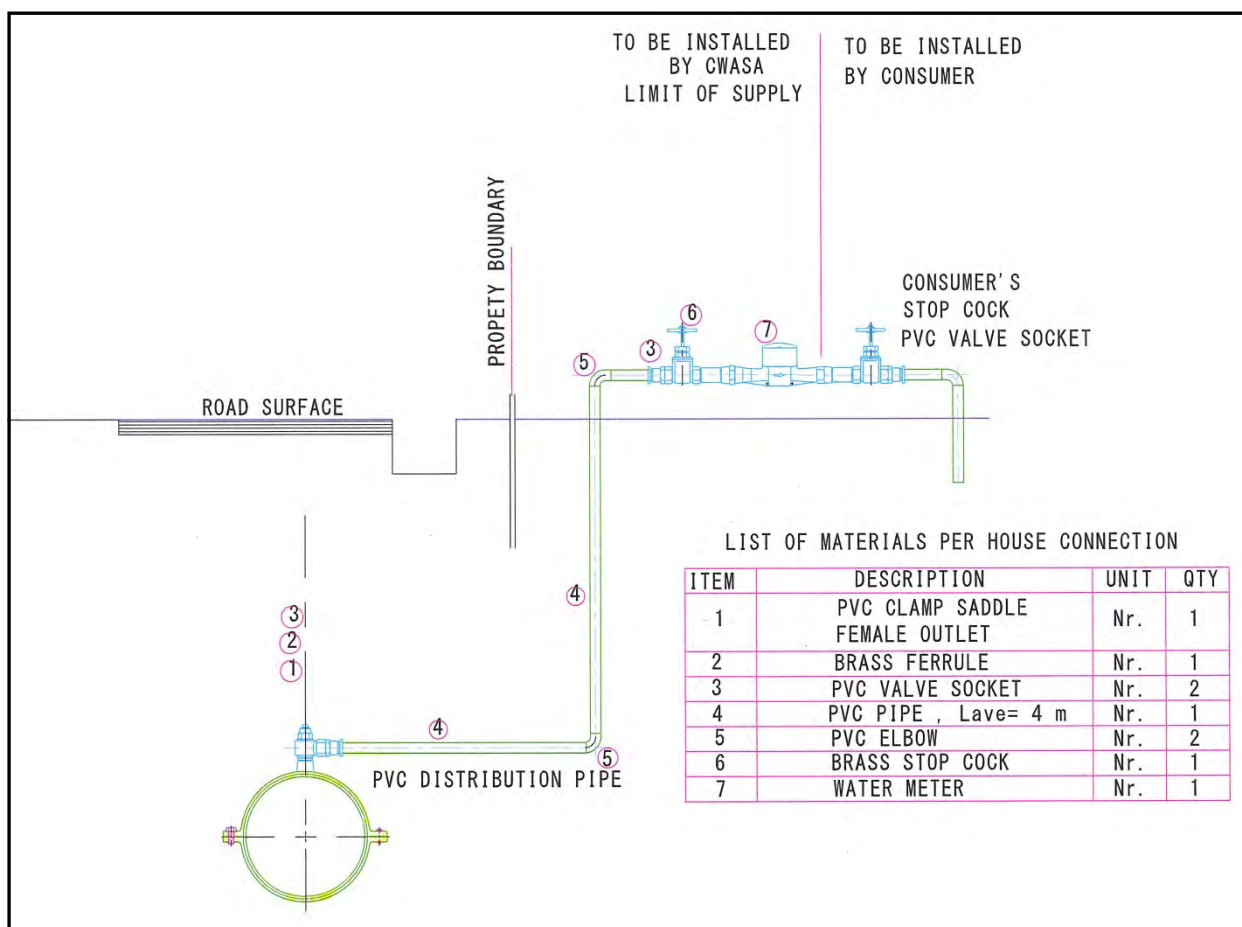 TO BE INSTALLED
BY CWASA
LIMIT OF SUPPLY
TO BE INSTALLED
BY CONSUMER
PROPETY BOUNDARY
CONSUMER'S
STOP COCK
PVC VALVE SOCKET
6
7
3
5
ROAD SURFACE
4
3
2
1
4
5
PVC DISTRIBUTION PIPE
LIST OF MATERIALS PER HOUSE CONNECTION
ITEM DESCRIPTION UNIT QTY
1 PVC CLAMP SADDLE FEMALE OUTLET Nr. 1
2 BRASS FERRULE Nr. 1
3 PVC VALVE SOCKET Nr. 2
4 PVC PIPE , Lave= 4 m Nr. 1
5 PVC ELBOW Nr. 2
6 BRASS STOP COCK Nr. 1
7 WATER METER Nr. 1